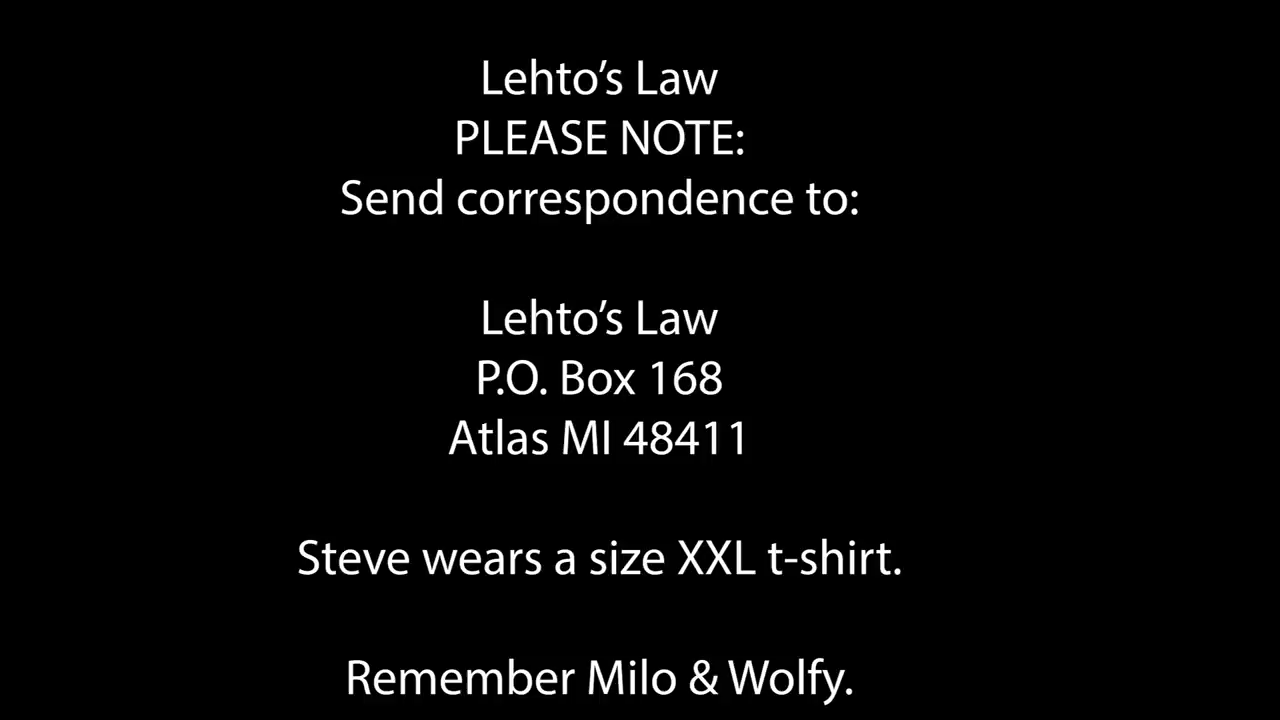 Lehto’s Law
PLEASE NOTE:
Send correspondence to:
Lehto’s Law
P.O. Box 168
Atlas MI 48411
Steve wears a size XXL t-shirt.
Remember Milo & Wolfy.